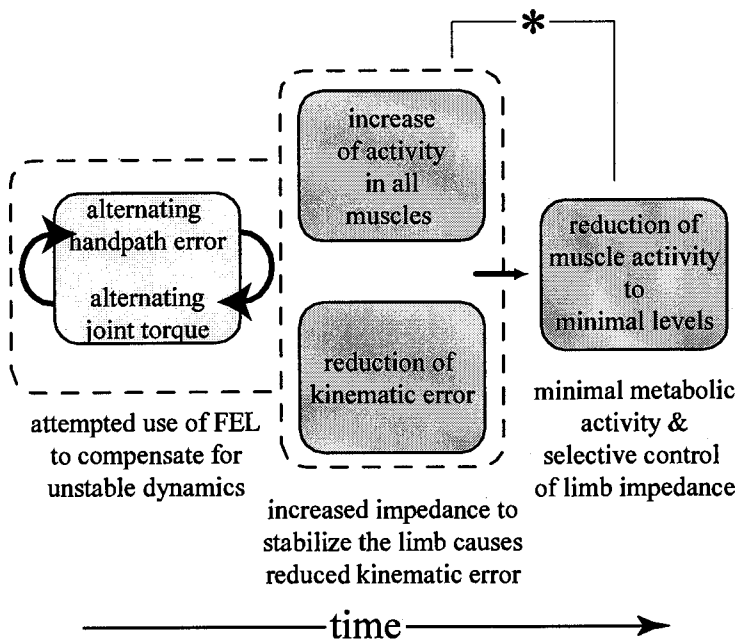 *
increase
of activity
in all
muscles
alternating
handpath error
alternating
joint torque
reduction of
kinematic error
reduction of
muscle actiivity
to
minimal levels
attempted use of FEL
to compensate for
unstable dynamics
increased impedance to
stabilize the limb causes
reduced kinematic error
minimal metabolic
activity &
selective control
of limb impedance
time